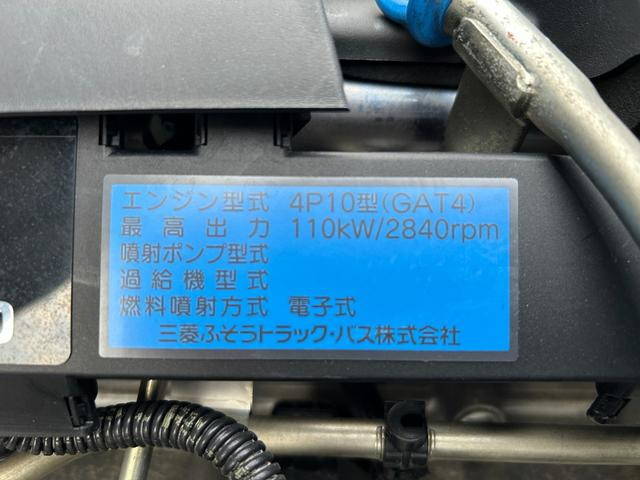 エンジン型式 4P10型(GAT4)
最高出力 110kW/2840rpm
噴射ポンプ型式
過給機型式
燃料噴射方式 電子式
三菱ふそうトラック・バス株式会社